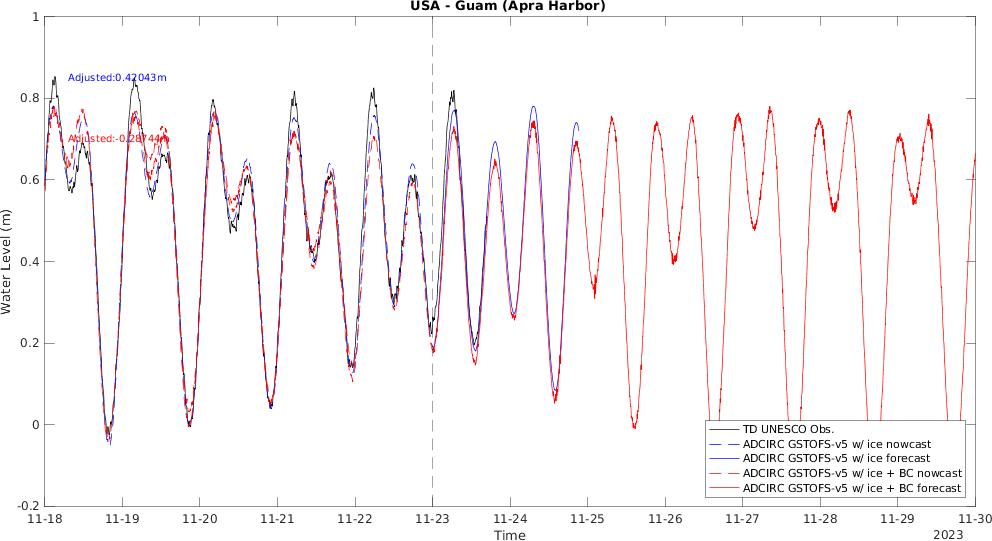 USA - Guam (Apra Harbor)
1
0.8
0.6
0.4
0.2
0
-0.2
Water Level (m)
Adjusted:0.42043m
TD UNESCO Obs.
ADCIRC GSTOFS-v5 w/ ice nowcast
ADCIRC GSTOFS-v5 w/ ice forecast
ADCIRC GSTOFS-v5 w/ ice + BC nowcast
ADCIRC GSTOFS-v5 w/ ice + BC forecast
11-18 11-19 11-20 11-21 11-22 11-23 11-24 11-25 11-26 11-27 11-28 11-29 11-30
Time
2023